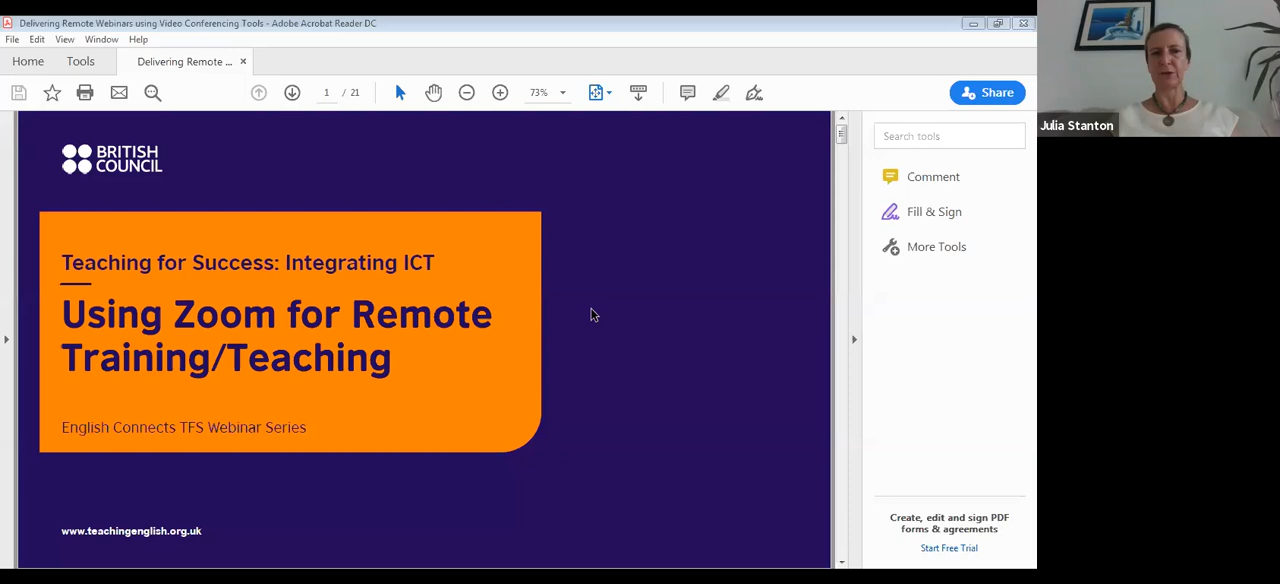 Delivering Remote Webinars using Video Conferencing Tools - Adobe Acrobat Reader DC
File Edit View Window Help
Home Tools Delivering Remote ... ×
1 / 21 73% Share
Julia Stanton
Search tools
BRITISH
COUNCIL
Comment
Fill & Sign
More Tools
Teaching for Success: Integrating ICT
Using Zoom for Remote
Training/Teaching
English Connects TFS Webinar Series
www.teachingenglish.org.uk
Create, edit and sign PDF
forms & agreements
Start Free Trial